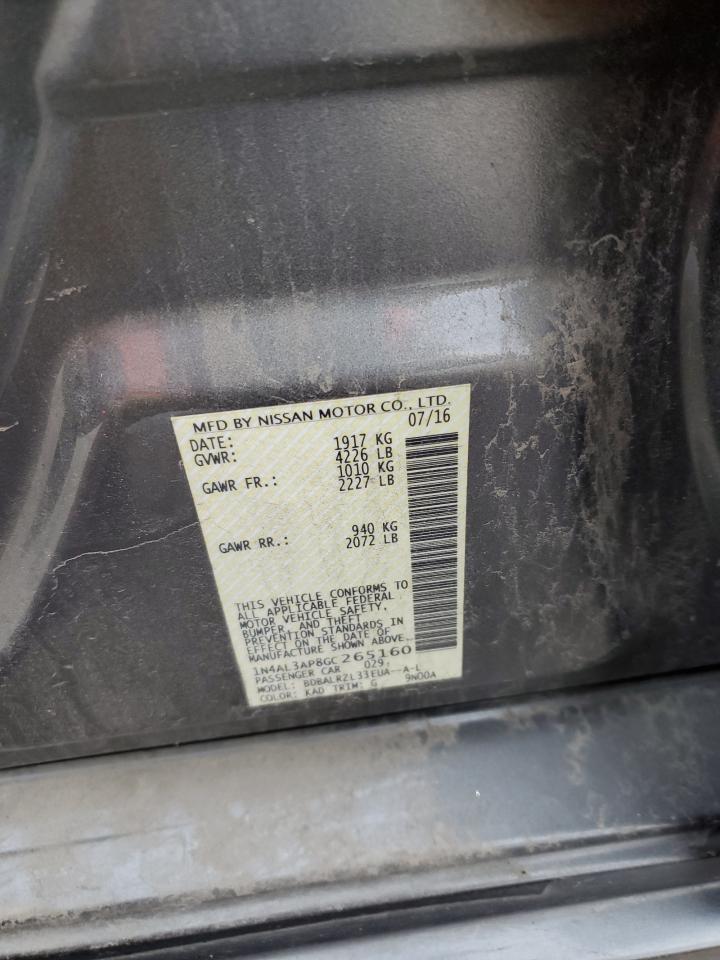 MFD BY NISSAN MOTOR CO., LTD.
DATE: 07/16
GVWR: 1917 KG
4226 LB
GAWR FR.: 1010 KG
2227 LB
GAWR RR.: 940 KG
2072 LB
THIS VEHICLE CONFORMS TO
ALL APPLICABLE FEDERAL
MOTOR VEHICLE SAFETY,
BUMPER, AND THEFT
PREVENTION STANDARDS IN
EFFECT ON THE DATE OF
MANUFACTURE SHOWN ABOVE.
1N4AL3AP8GC265160
PASSENGER CAR 029
MODEL: BDBALRZL33EUA--A-L
COLOR: KAD TRIM: G 9N00A